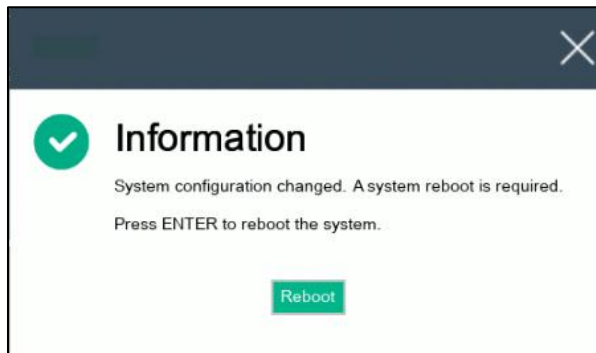 Information
System configuration changed. A system reboot is required.
Press ENTER to reboot the system.
Reboot